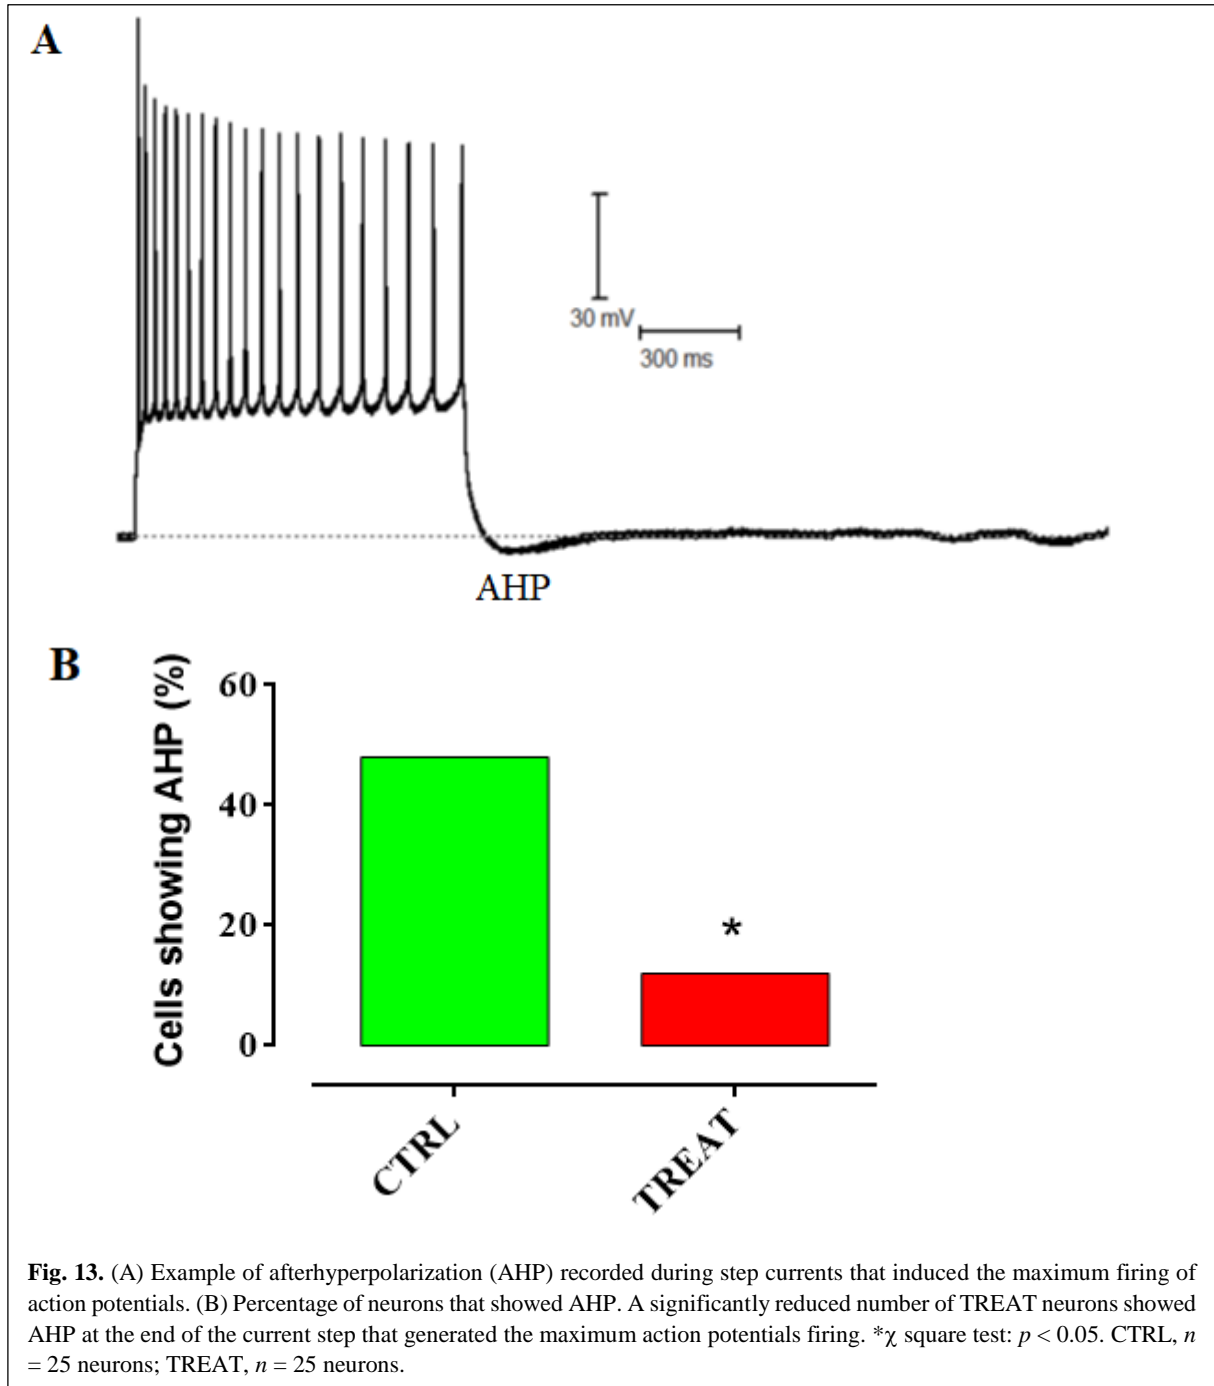 A
30 mV
300 ms
AHP
B
Cells showing AHP (%)
60
40
20
0
*
CTRL
TREAT
Fig. 13. (A) Example of afterhyperpolarization (AHP) recorded during step currents that induced the maximum firing of
action potentials. (B) Percentage of neurons that showed AHP. A significantly reduced number of TREAT neurons showed
AHP at the end of the current step that generated the maximum action potentials firing. *χ square test: p < 0.05. CTRL, n
= 25 neurons; TREAT, n = 25 neurons.